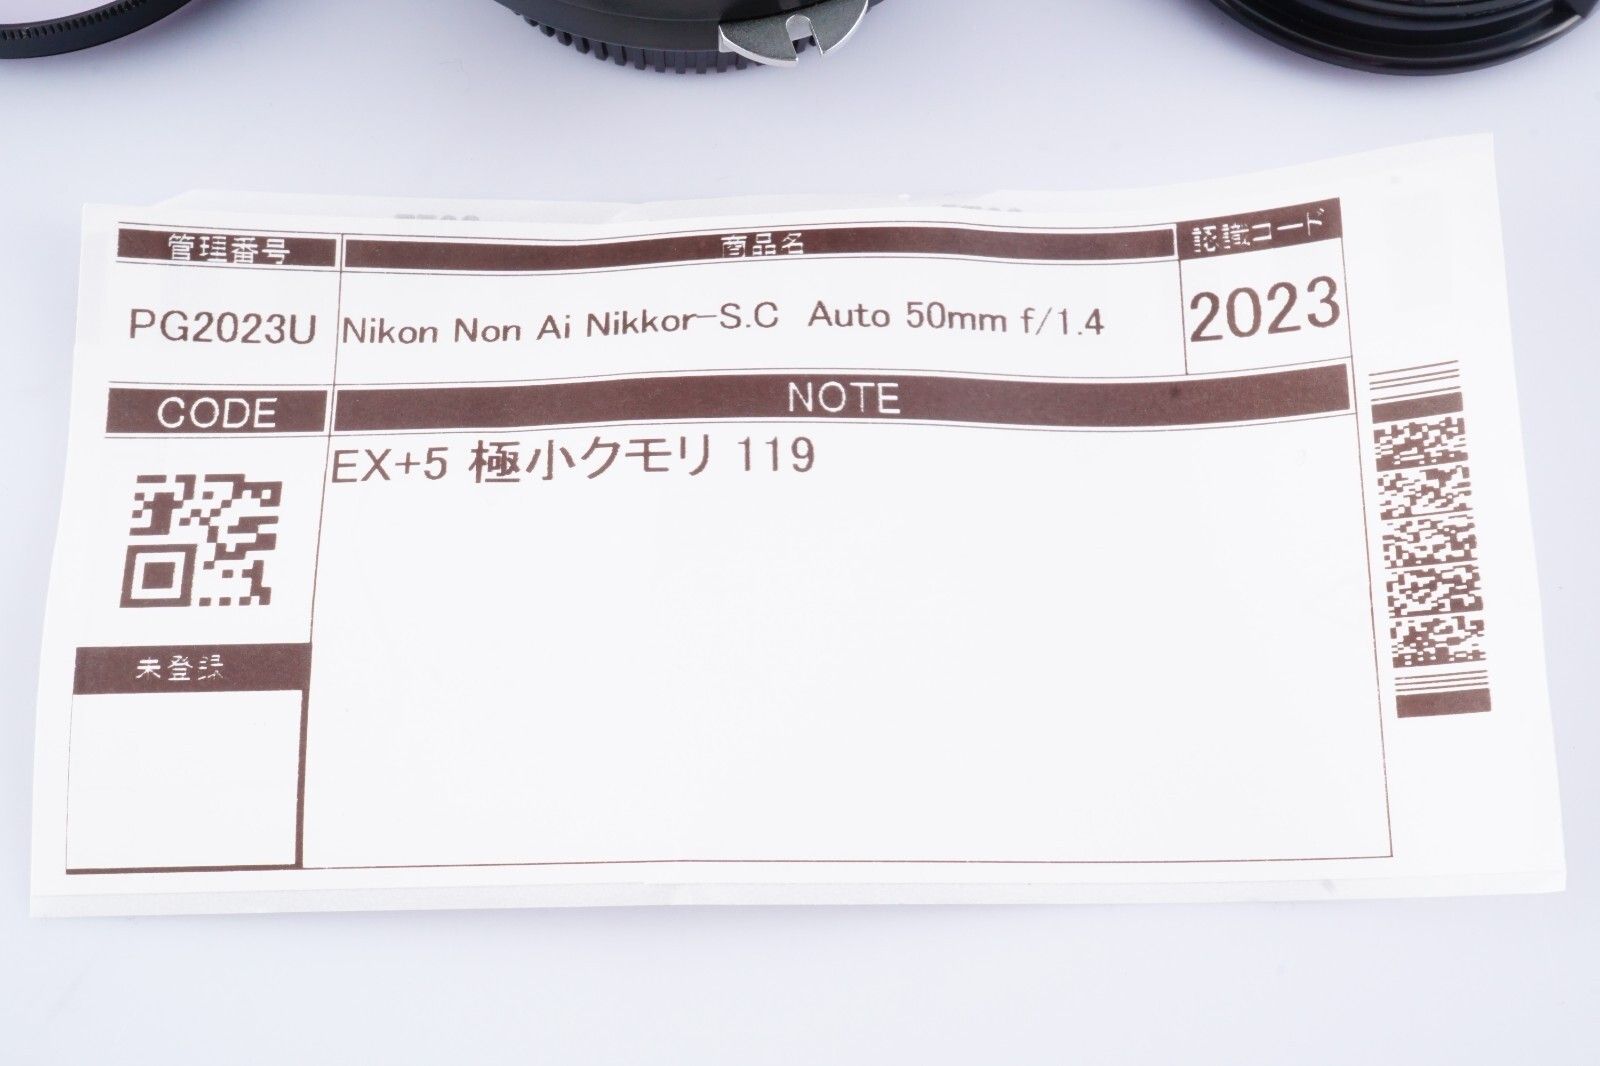 管理番号 商品名 認識コード
PG2023U Nikon Non Ai Nikkor-S.C Auto 50mm f/1.4 2023
CODE NOTE
EX+5 極小クモリ 119
未登録